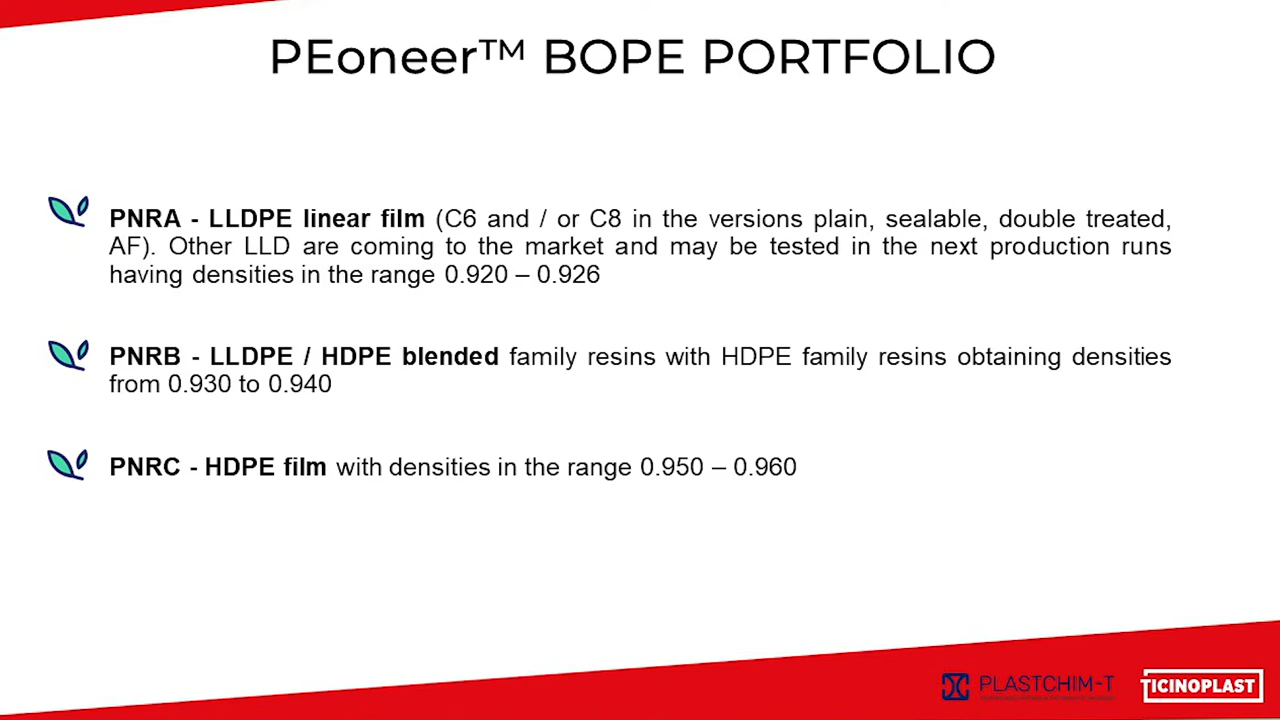 PEoneer™ BOPE PORTFOLIO
PNRA - LLDPE linear film (C6 and / or C8 in the versions plain, sealable, double treated,
AF). Other LLD are coming to the market and may be tested in the next production runs
having densities in the range 0.920 – 0.926
PNRB - LLDPE / HDPE blended family resins with HDPE family resins obtaining densities
from 0.930 to 0.940
PNRC - HDPE film with densities in the range 0.950 – 0.960
PLASTCHIM-T
TICINOPLAST